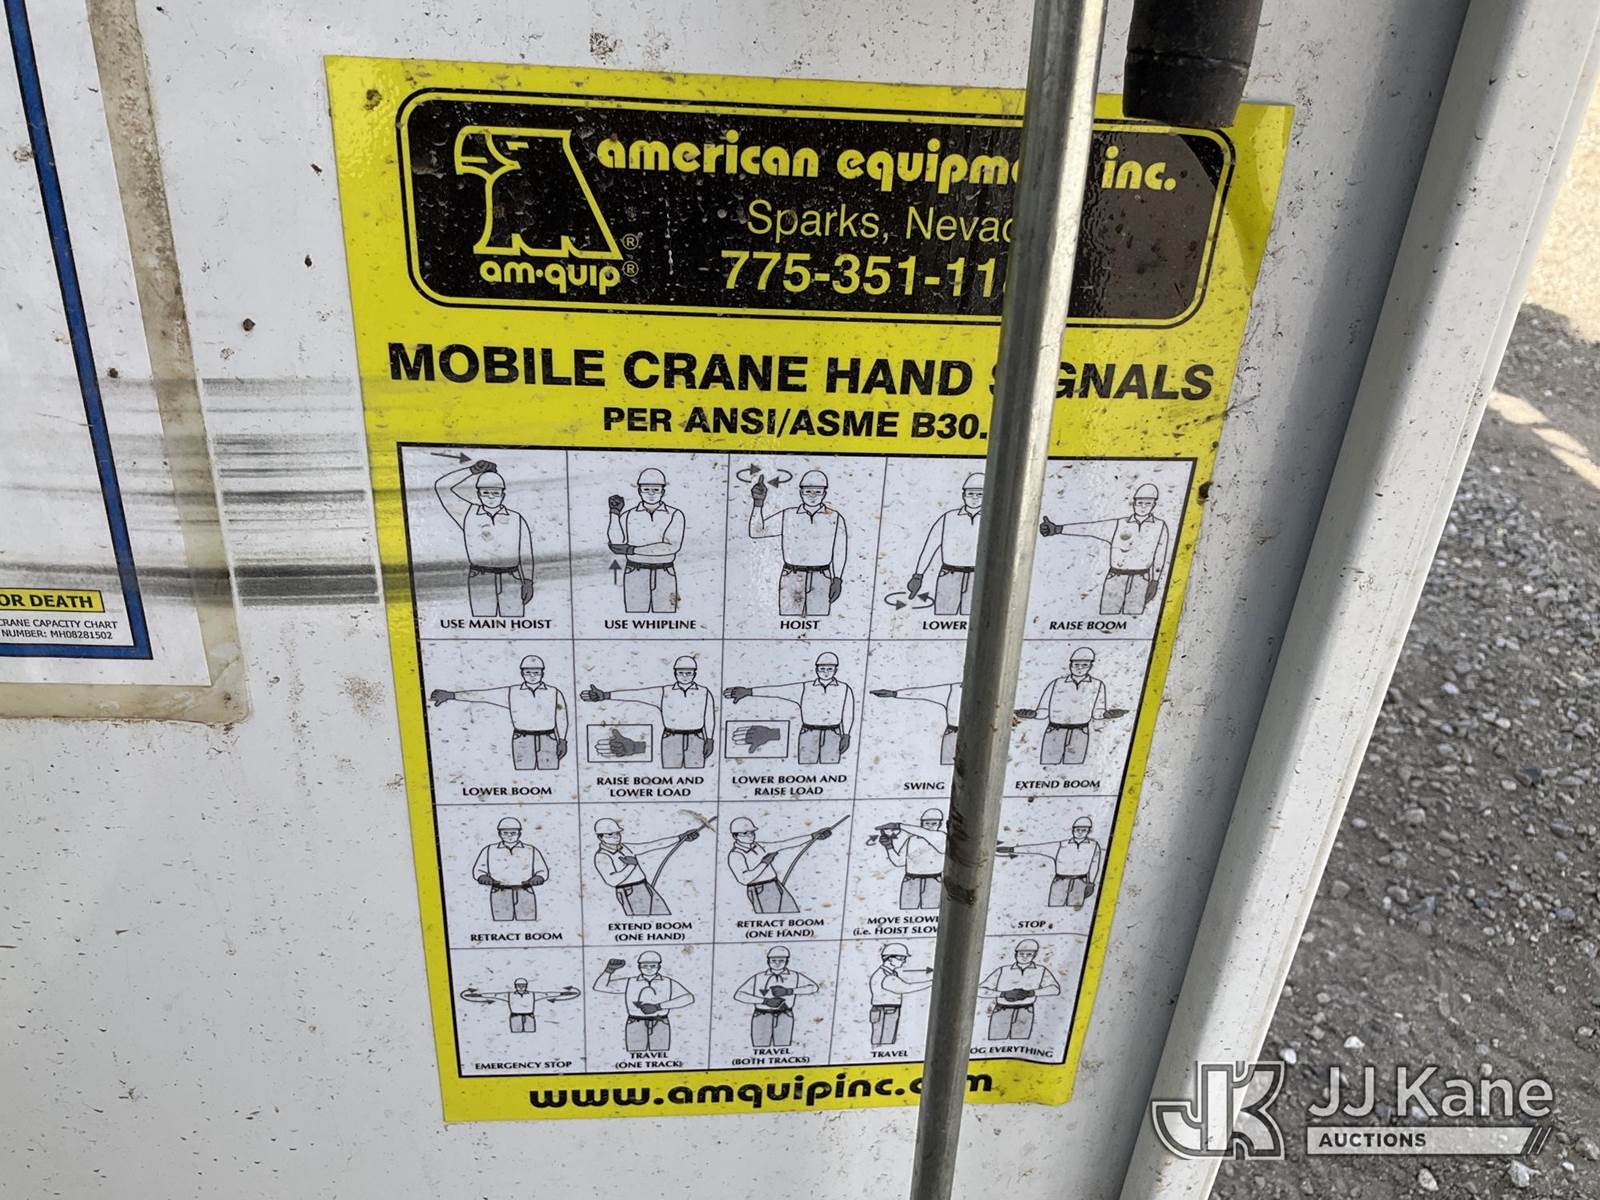 american equipm inc.
Sparks, Nevad
775-351-11
am-quip
MOBILE CRANE HAND SIGNALS
PER ANSI/ASME B30.
USE MAIN HOIST
USE WHIPLINE
HOIST
LOWER
RAISE BOOM
LOWER BOOM
RAISE BOOM AND
LOWER LOAD
LOWER BOOM AND
RAISE LOAD
SWING
EXTEND BOOM
RETRACT BOOM
EXTEND BOOM
(ONE HAND)
RETRACT BOOM
(ONE HAND)
MOVE SLOWL
(i.e. HOIST SLOW
STOP
EMERGENCY STOP
TRAVEL
(ONE TRACK)
TRAVEL
(BOTH TRACKS)
TRAVEL
OG EVERYTHING
www.amquipinc.com
OR DEATH
CRANE CAPACITY CHART
NUMBER: MH08281502
JJ Kane
AUCTIONS